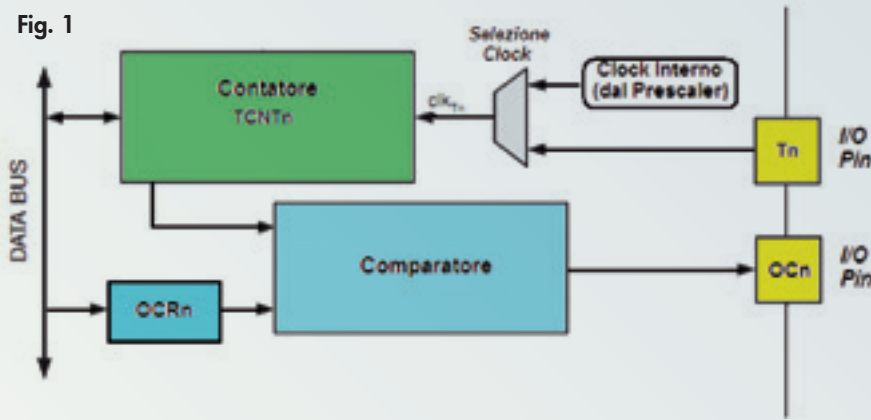 Fig. 1
Selezione
Clock
Contatore
TCNTn
clkTn
Clock Interno
(dal Prescaler)
Tn
I/O
Pin
DATA BUS
Comparatore
OCn
I/O
Pin
OCRn